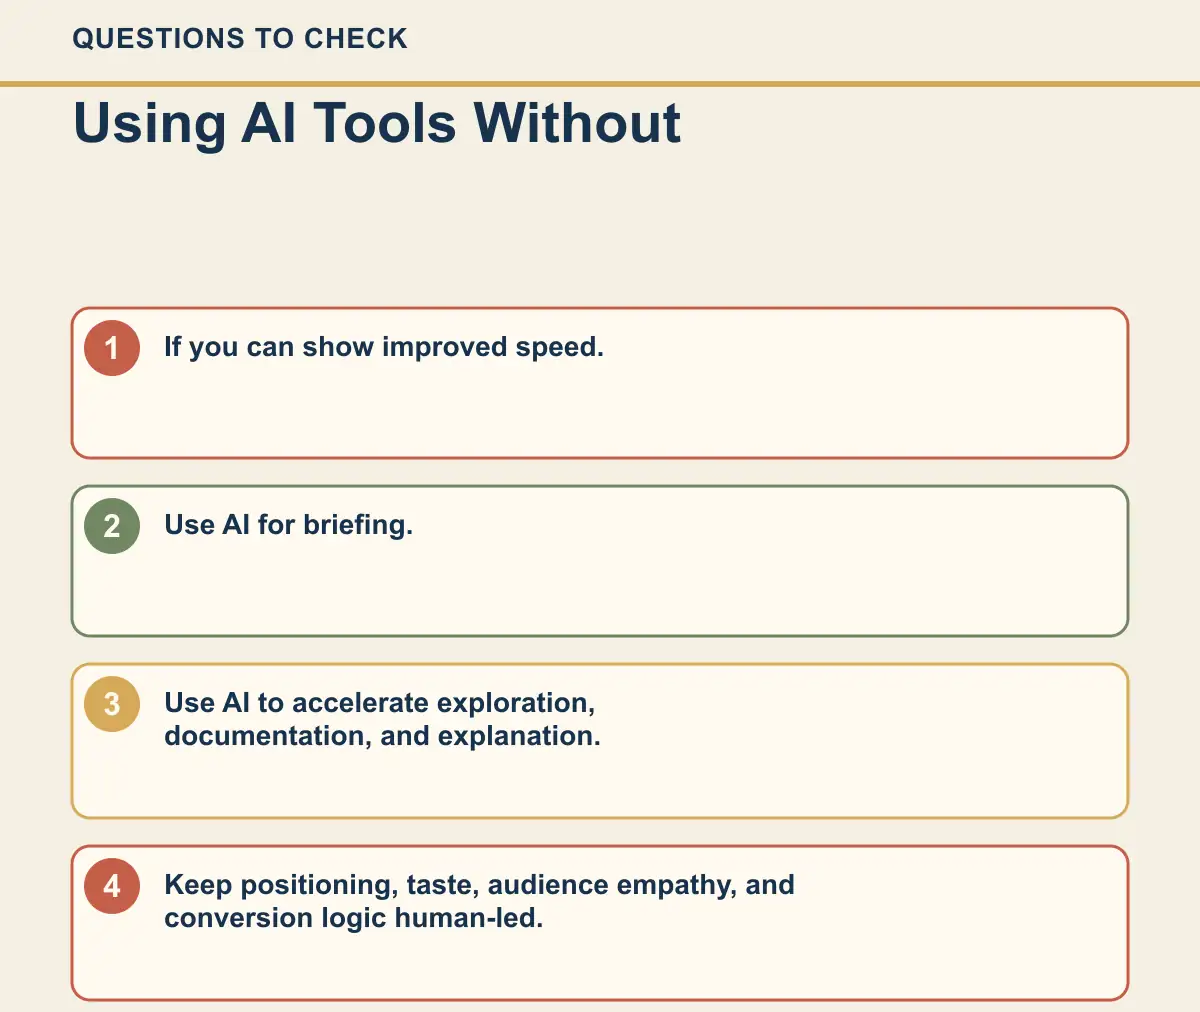 QUESTIONS TO CHECK
Using AI Tools Without
1
If you can show improved speed.
2
Use AI for briefing.
3
Use AI to accelerate exploration,
documentation, and explanation.
4
Keep positioning, taste, audience empathy, and
conversion logic human-led.